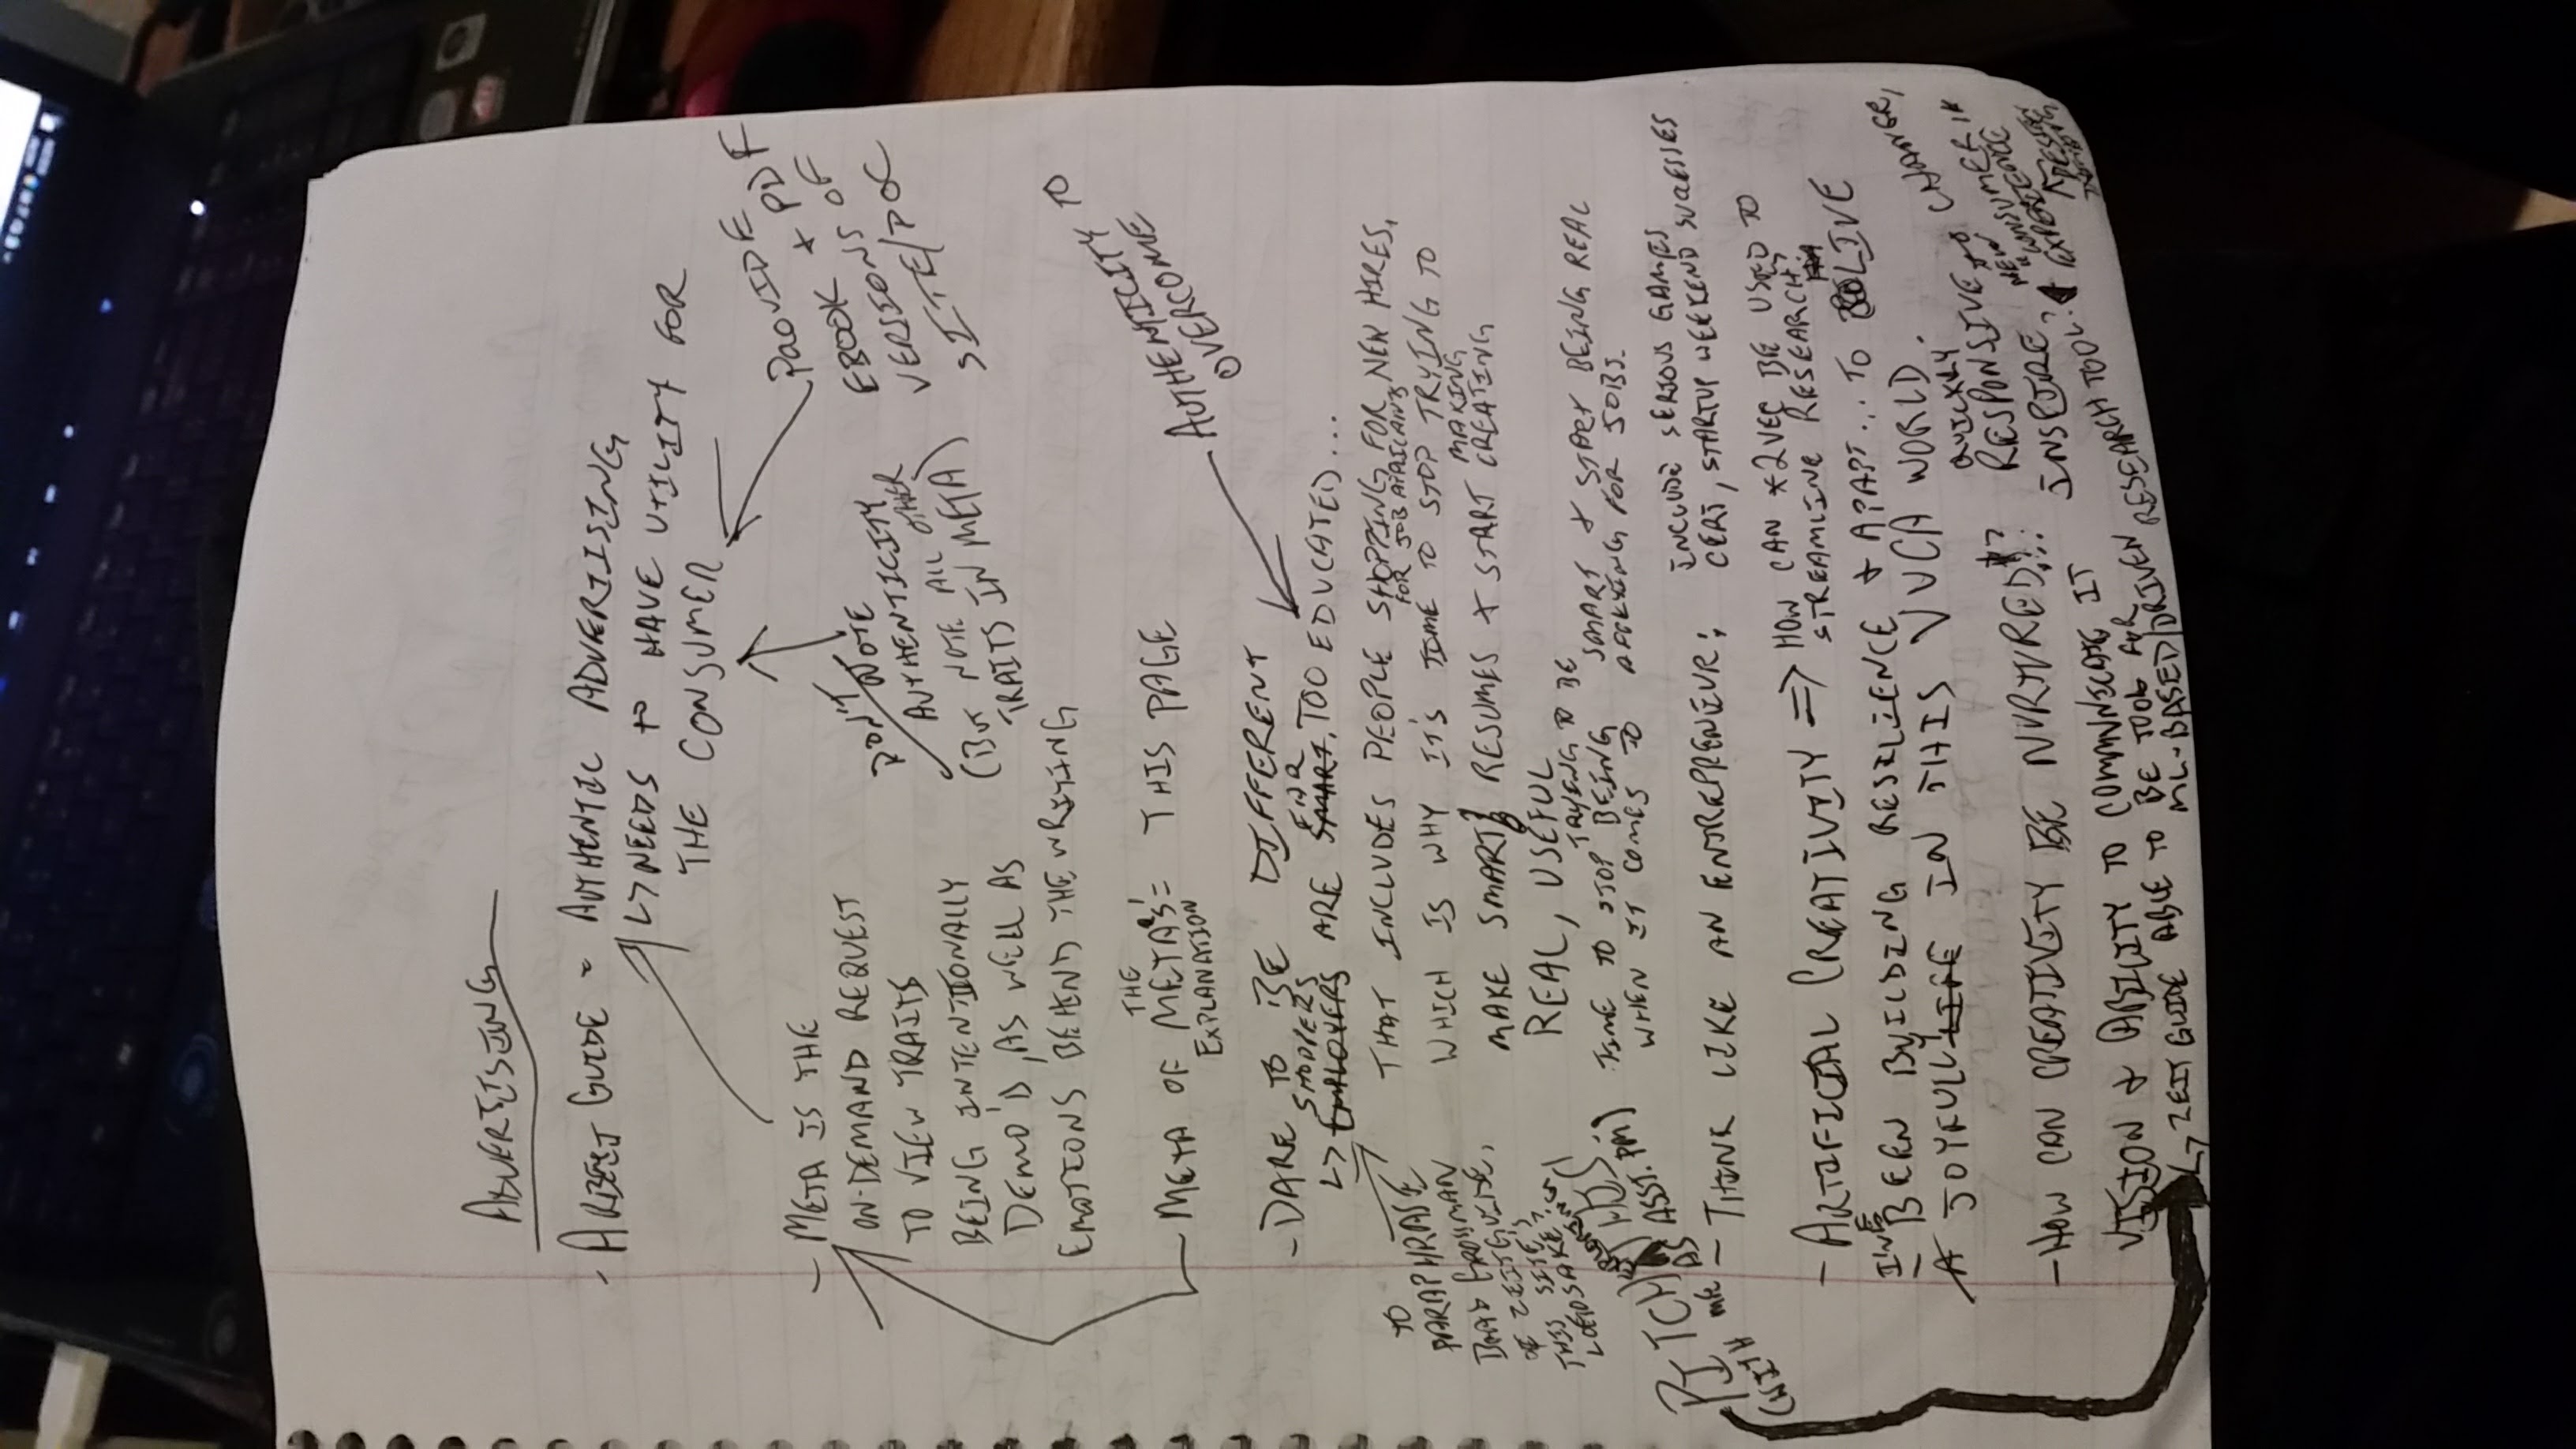 ADVERTISING
- ARBEIT GUIDE = AUTHENTIC ADVERTISING
↳ NEEDS TO HAVE UTILITY FOR
THE CONSUMER
PROVIDE
EBOOK + PDF
VERSIONS OF
SITE/POC
DON'T NOTE
AUTHENTICITY
(BUT NOTE ALL OTHER
TRAITS IN META)
- META IS THE
ON-DEMAND REQUEST
TO VIEW TRAITS
BEING INTENTIONALLY
DEMO'D, AS WELL AS
EMOTIONS BEHIND THE WRITING
THE
- META OF META'S' = THIS PAGE
EXPLANATION
AUTHENTICITY TO
OVERCOME
- DARE TO BE DIFFERENT
SHOPPERS FAR
↳ EMPLOYERS ARE SMART. TOO EDUCATED...
THAT INCLUDES PEOPLE SHOPPING FOR NEW HIRES,
FOR JOB APPLICANTS
WHICH IS WHY IT'S TIME TO STOP TRYING TO
MAKING
MAKE SMART RESUMES + START CREATING
REAL, USEFUL
TRYING TO BE
TIME TO STOP BEING SMART + START BEING REAL
WHEN IT COMES TO APPLYING FOR JOBS.
TO
PARAPHRASE
BRAD GROSSMAN
OF ZEITGUIDE,
THIS SITE'S
LOGOSAKE?
PITCH EXPLORING THIS!
(WITH ME AS ASST. PM)
- THINK LIKE AN ENTREPRENEUR:
INCLUDE SERIOUS GAMES
CERT, STARTUP WEEKEND SUCCESSES
- ARTIFICIAL CREATIVITY ⇒ HOW CAN *2VEC BE USED TO
STREAMLINE RESEARCH?
I'VE
- BEEN BUILDING RESILIENCE + ADAPT... TO LIVE
A JOYFULLY LIFE IN THIS VUCA WORLD.
- HOW CAN CREATIVITY BE NURTURED!?
QUICKLY
RESPONSIVE TO CHANGE,
VISION + ABILITY TO COMMUNICATE IT INSPIRE
↳ ZEITGUIDE ABLE TO BE TOOL FOR
ML-BASED/DRIVEN RESEARCH TOOL?
NEW
"CONSUMER
EXPERIENCE
DESIGN